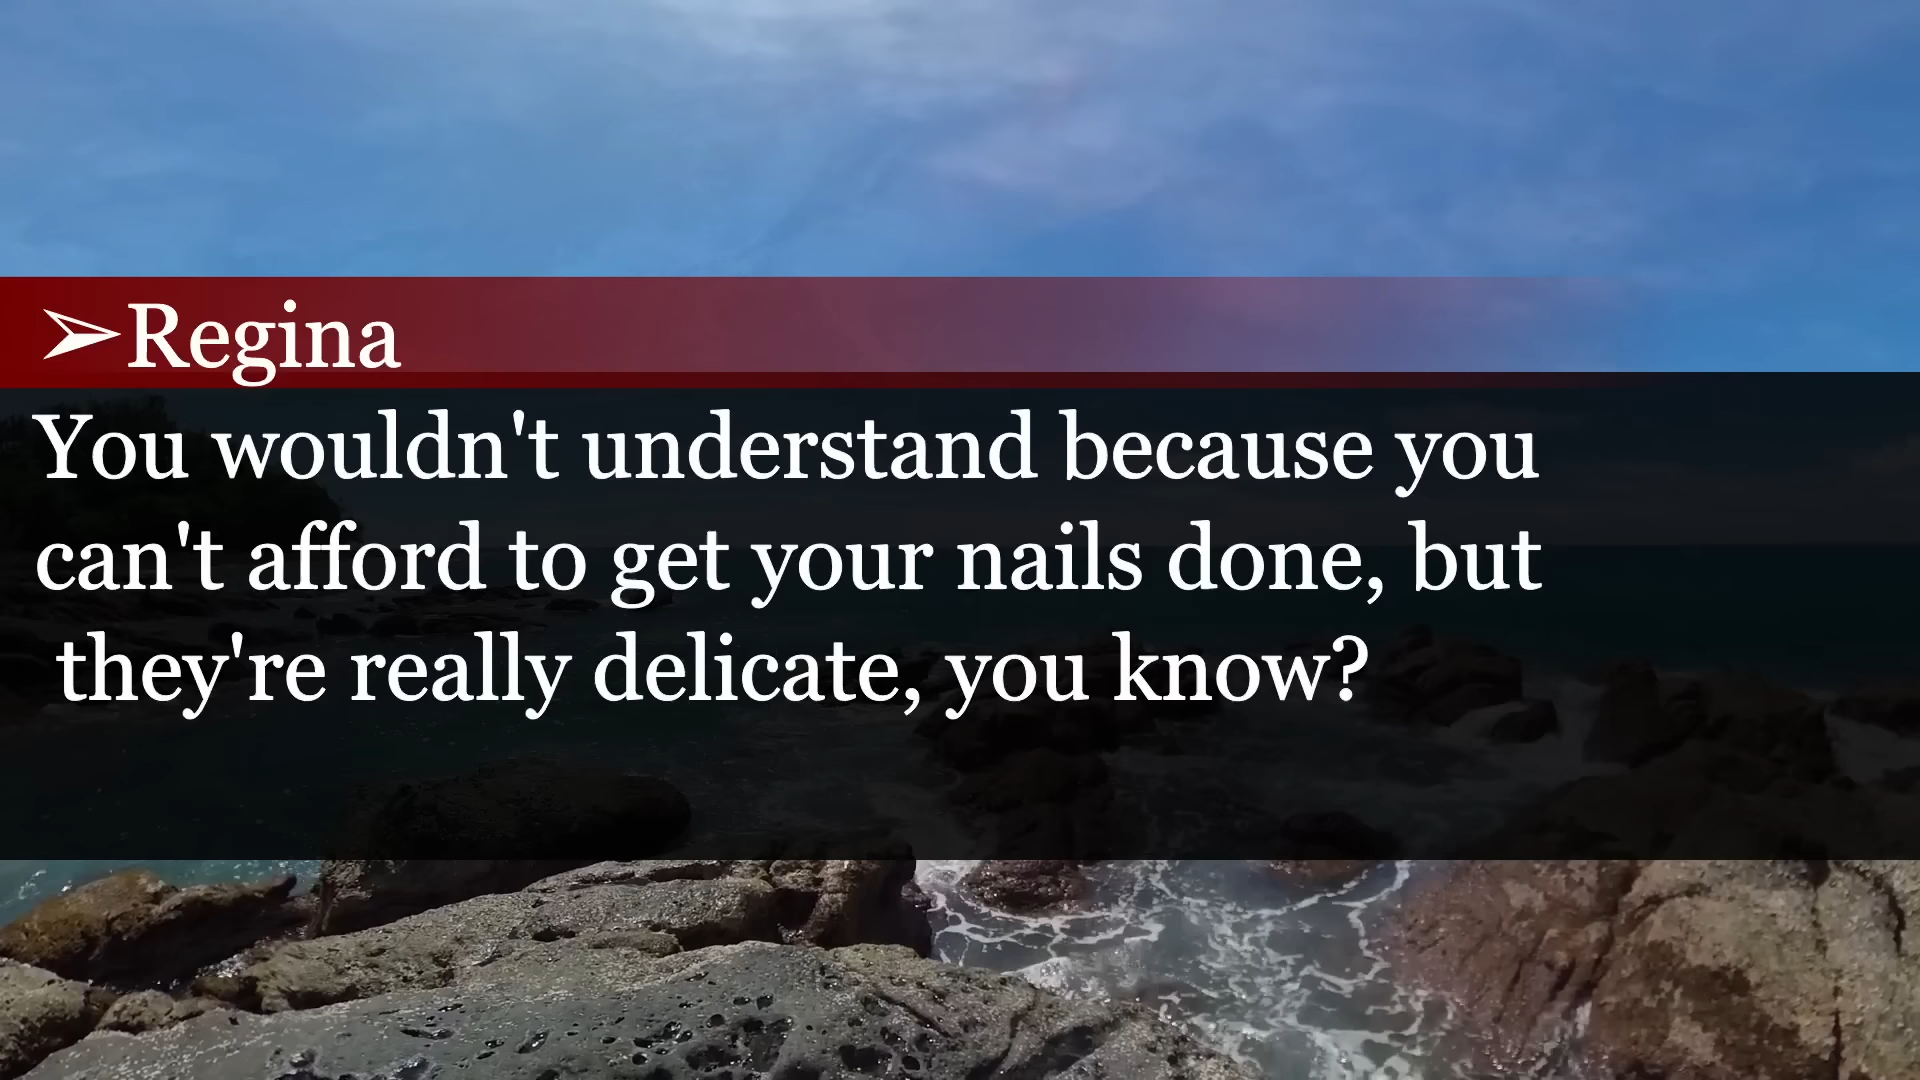 ➢Regina
You wouldn't understand because you
can't afford to get your nails done, but
they're really delicate, you know?